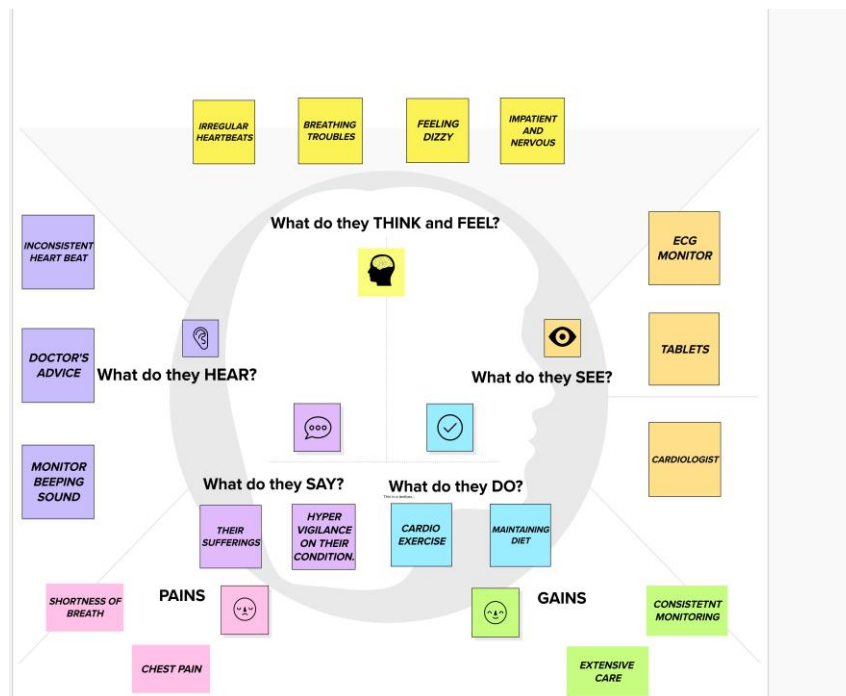 IRREGULAR
HEARTBEATS
BREATHING
TROUBLES
FEELING
DIZZY
IMPATIENT
AND
NERVOUS
What do they THINK and FEEL?
INCONSISTENT
HEART BEAT
DOCTOR'S
ADVICE
MONITOR
BEEPING
SOUND
What do they HEAR?
ECG
MONITOR
TABLETS
CARDIOLOGIST
What do they SEE?
What do they SAY?
THEIR
SUFFERINGS
HYPER
VIGILANCE
ON THEIR
CONDITION.
What do they DO?
CARDIO
EXERCISE
MAINTAINING
DIET
PAINS
SHORTNESS OF
BREATH
CHEST PAIN
GAINS
CONSISTETNT
MONITORING
EXTENSIVE
CARE